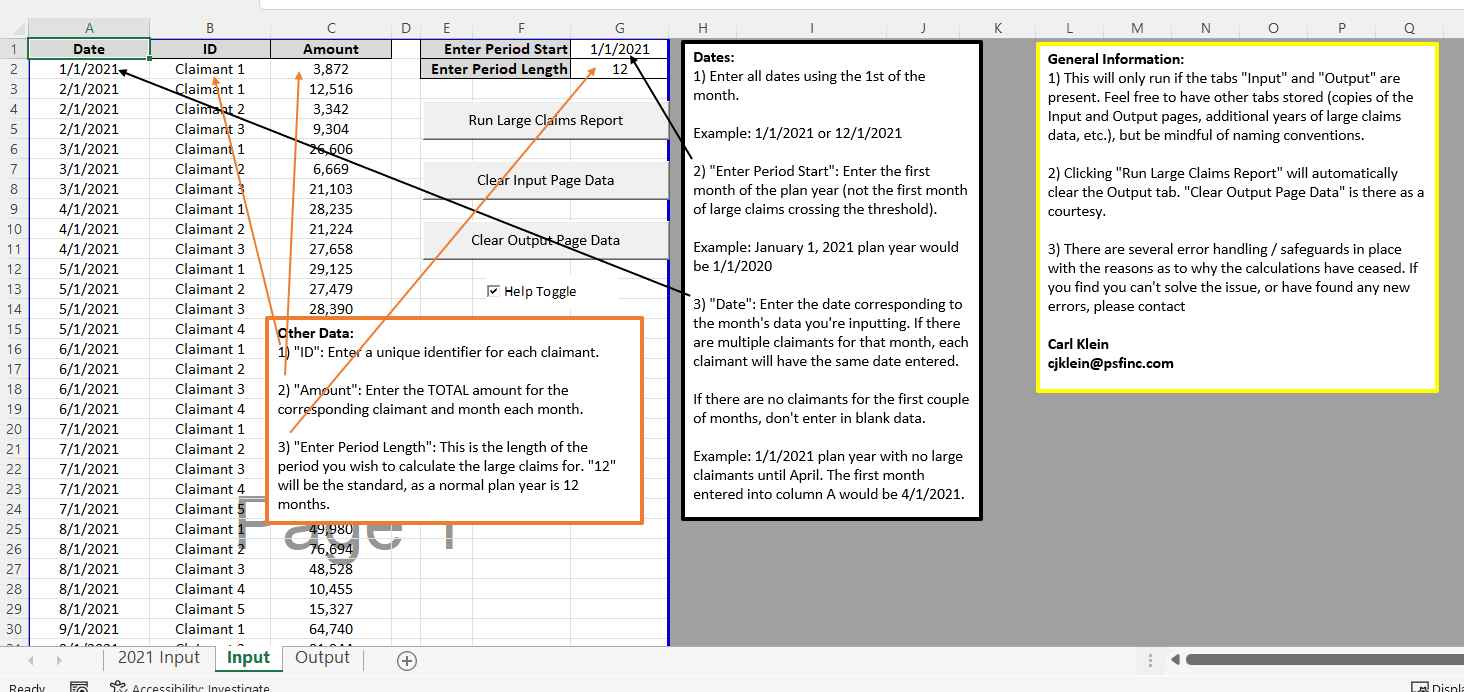 A B C D E F G H I J K L M N O P Q
1 Date ID Amount Enter Period Start 1/1/2021
2 1/1/2021 Claimant 1 3,872 Enter Period Length 12
3 2/1/2021 Claimant 1 12,516
4 2/1/2021 Claimant 2 3,342
5 2/1/2021 Claimant 3 9,304
6 3/1/2021 Claimant 1 26,606
7 3/1/2021 Claimant 2 6,669
8 3/1/2021 Claimant 3 21,103
9 4/1/2021 Claimant 1 28,235
10 4/1/2021 Claimant 2 21,224
11 4/1/2021 Claimant 3 27,658
12 5/1/2021 Claimant 1 29,125
13 5/1/2021 Claimant 2 27,479
14 5/1/2021 Claimant 3 28,390
15 5/1/2021 Claimant 4
16 6/1/2021 Claimant 1
17 6/1/2021 Claimant 2
18 6/1/2021 Claimant 3
19 6/1/2021 Claimant 4
20 7/1/2021 Claimant 1
21 7/1/2021 Claimant 2
22 7/1/2021 Claimant 3
23 7/1/2021 Claimant 4
24 7/1/2021 Claimant 5
25 8/1/2021 Claimant 1 49,980
26 8/1/2021 Claimant 2 76,694
27 8/1/2021 Claimant 3 48,528
28 8/1/2021 Claimant 4 10,455
29 8/1/2021 Claimant 5 15,327
30 9/1/2021 Claimant 1 64,740
Page 1
Run Large Claims Report
Clear Input Page Data
Clear Output Page Data
Help Toggle
Other Data:
1) "ID": Enter a unique identifier for each claimant.
2) "Amount": Enter the TOTAL amount for the
corresponding claimant and month each month.
3) "Enter Period Length": This is the length of the
period you wish to calculate the large claims for. "12"
will be the standard, as a normal plan year is 12
months.
Dates:
1) Enter all dates using the 1st of the
month.
Example: 1/1/2021 or 12/1/2021
2) "Enter Period Start": Enter the first
month of the plan year (not the first month
of large claims crossing the threshold).
Example: January 1, 2021 plan year would
be 1/1/2020
3) "Date": Enter the date corresponding to
the month's data you're inputting. If there
are multiple claimants for that month, each
claimant will have the same date entered.
If there are no claimants for the first couple
of months, don't enter in blank data.
Example: 1/1/2021 plan year with no large
claimants until April. The first month
entered into column A would be 4/1/2021.
General Information:
1) This will only run if the tabs "Input" and "Output" are
present. Feel free to have other tabs stored (copies of the
Input and Output pages, additional years of large claims
data, etc.), but be mindful of naming conventions.
2) Clicking "Run Large Claims Report" will automatically
clear the Output tab. "Clear Output Page Data" is there as a
courtesy.
3) There are several error handling / safeguards in place
with the reasons as to why the calculations have ceased. If
you find you can't solve the issue, or have found any new
errors, please contact
Carl Klein
cjklein@psfinc.com
2021 Input Input Output
Ready Accessibility: Investigate Displa